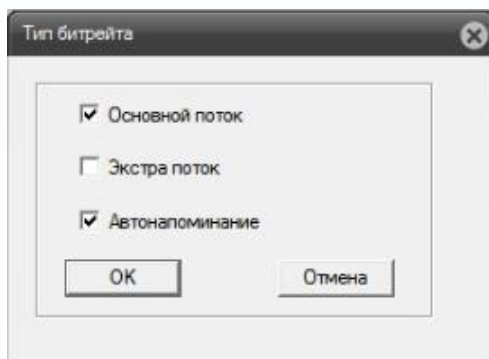 Тип битрейта
Основной поток
Экстра поток
Автонапоминание
OK
Отмена